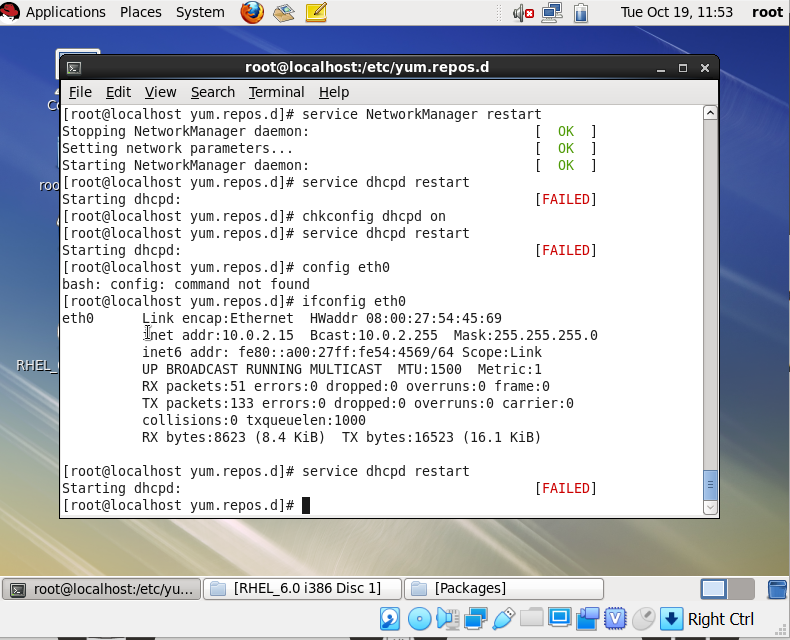 Applications Places System Tue Oct 19, 11:53 root
root@localhost:/etc/yum.repos.d
File Edit View Search Terminal Help
[root@localhost yum.repos.d]# service NetworkManager restart
Stopping NetworkManager daemon: [ OK ]
Setting network parameters... [ OK ]
Starting NetworkManager daemon: [ OK ]
[root@localhost yum.repos.d]# service dhcpd restart
Starting dhcpd: [FAILED]
[root@localhost yum.repos.d]# chkconfig dhcpd on
[root@localhost yum.repos.d]# service dhcpd restart
Starting dhcpd: [FAILED]
[root@localhost yum.repos.d]# config eth0
bash: config: command not found
[root@localhost yum.repos.d]# ifconfig eth0
eth0 Link encap:Ethernet HWaddr 08:00:27:54:45:69
inet addr:10.0.2.15 Bcast:10.0.2.255 Mask:255.255.255.0
inet6 addr: fe80::a00:27ff:fe54:4569/64 Scope:Link
UP BROADCAST RUNNING MULTICAST MTU:1500 Metric:1
RX packets:51 errors:0 dropped:0 overruns:0 frame:0
TX packets:133 errors:0 dropped:0 overruns:0 carrier:0
collisions:0 txqueuelen:1000
RX bytes:8623 (8.4 KiB) TX bytes:16523 (16.1 KiB)
[root@localhost yum.repos.d]# service dhcpd restart
Starting dhcpd: [FAILED]
[root@localhost yum.repos.d]#
root@localhost:/etc/yu... [RHEL_6.0 i386 Disc 1] [Packages]
Right Ctrl